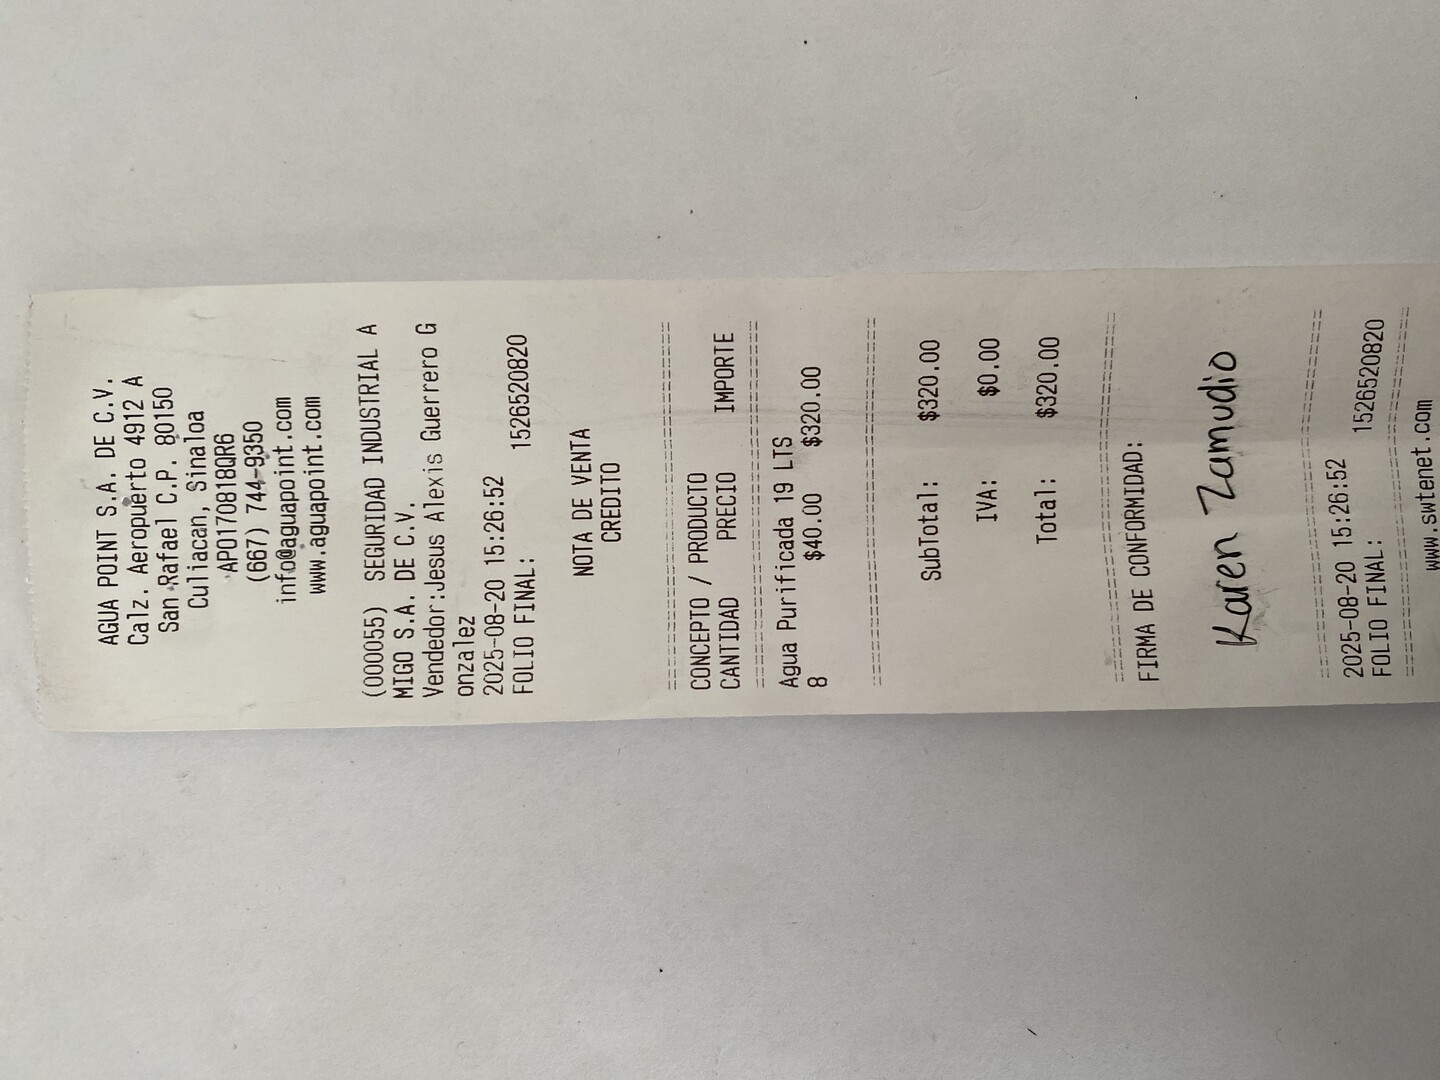 AGUA POINT S.A. DE C.V.
Calz. Aeropuerto 4912 A
San Rafael C.P. 80150
Culiacan, Sinaloa
APO170818QR6
(667) 744-9350
info@aguapoint.com
www.aguapoint.com
(000055) SEGURIDAD INDUSTRIAL A
MIGO S.A. DE C.V.
Vendedor:Jesus Alexis Guerrero G
onzalez
2025-08-20 15:26:52
FOLIO FINAL: 1526520820
NOTA DE VENTA
CREDITO
CONCEPTO / PRODUCTO
CANTIDAD PRECIO IMPORTE
Agua Purificada 19 LTS
8 $40.00 $320.00
SubTotal: $320.00
IVA: $0.00
Total: $320.00
FIRMA DE CONFORMIDAD:
Karen Zamudio
2025-08-20 15:26:52
FOLIO FINAL: 1526520820
www.swtenet.com